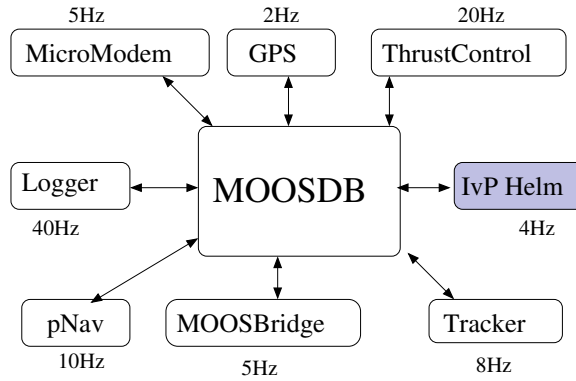 5Hz
2Hz
20Hz
MicroModem
GPS
ThrustControl
Logger
MOOSDB
IvP Helm
40Hz
4Hz
pNav
MOOSBridge
Tracker
10Hz
5Hz
8Hz